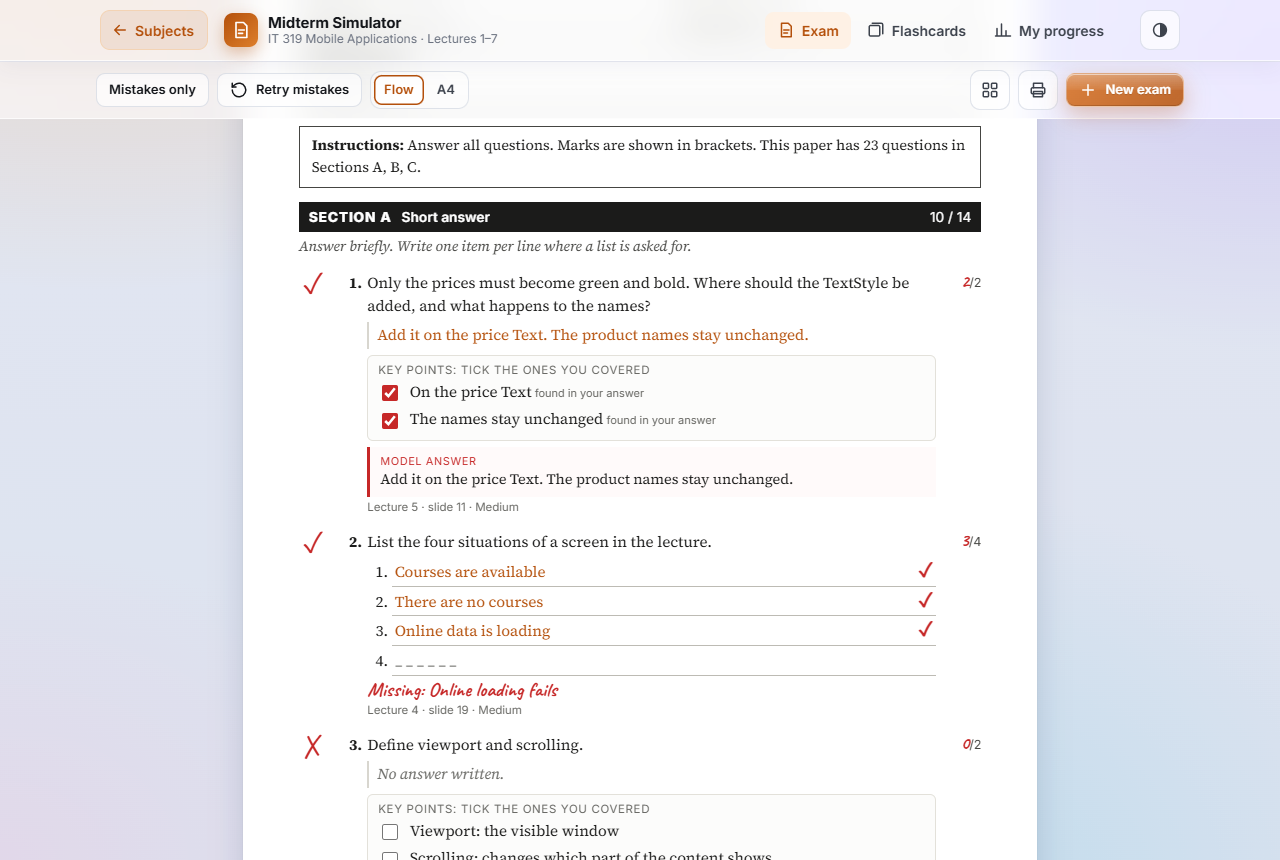 Subjects
Midterm Simulator
IT 319 Mobile Applications · Lectures 1–7
Exam
Flashcards
My progress
Mistakes only
Retry mistakes
Flow
A4
New exam
Instructions: Answer all questions. Marks are shown in brackets. This paper has 23 questions in
Sections A, B, C.
SECTION A Short answer 10 / 14
Answer briefly. Write one item per line where a list is asked for.
1. Only the prices must become green and bold. Where should the TextStyle be 2/2
added, and what happens to the names?
Add it on the price Text. The product names stay unchanged.
KEY POINTS: TICK THE ONES YOU COVERED
On the price Text found in your answer
The names stay unchanged found in your answer
MODEL ANSWER
Add it on the price Text. The product names stay unchanged.
Lecture 5 · slide 11 · Medium
2. List the four situations of a screen in the lecture. 3/4
1. Courses are available
2. There are no courses
3. Online data is loading
4. _ _ _ _ _ _
Missing: Online loading fails
Lecture 4 · slide 19 · Medium
3. Define viewport and scrolling. 0/2
No answer written.
KEY POINTS: TICK THE ONES YOU COVERED
Viewport: the visible window
Scrolling: changes which part of the content shows